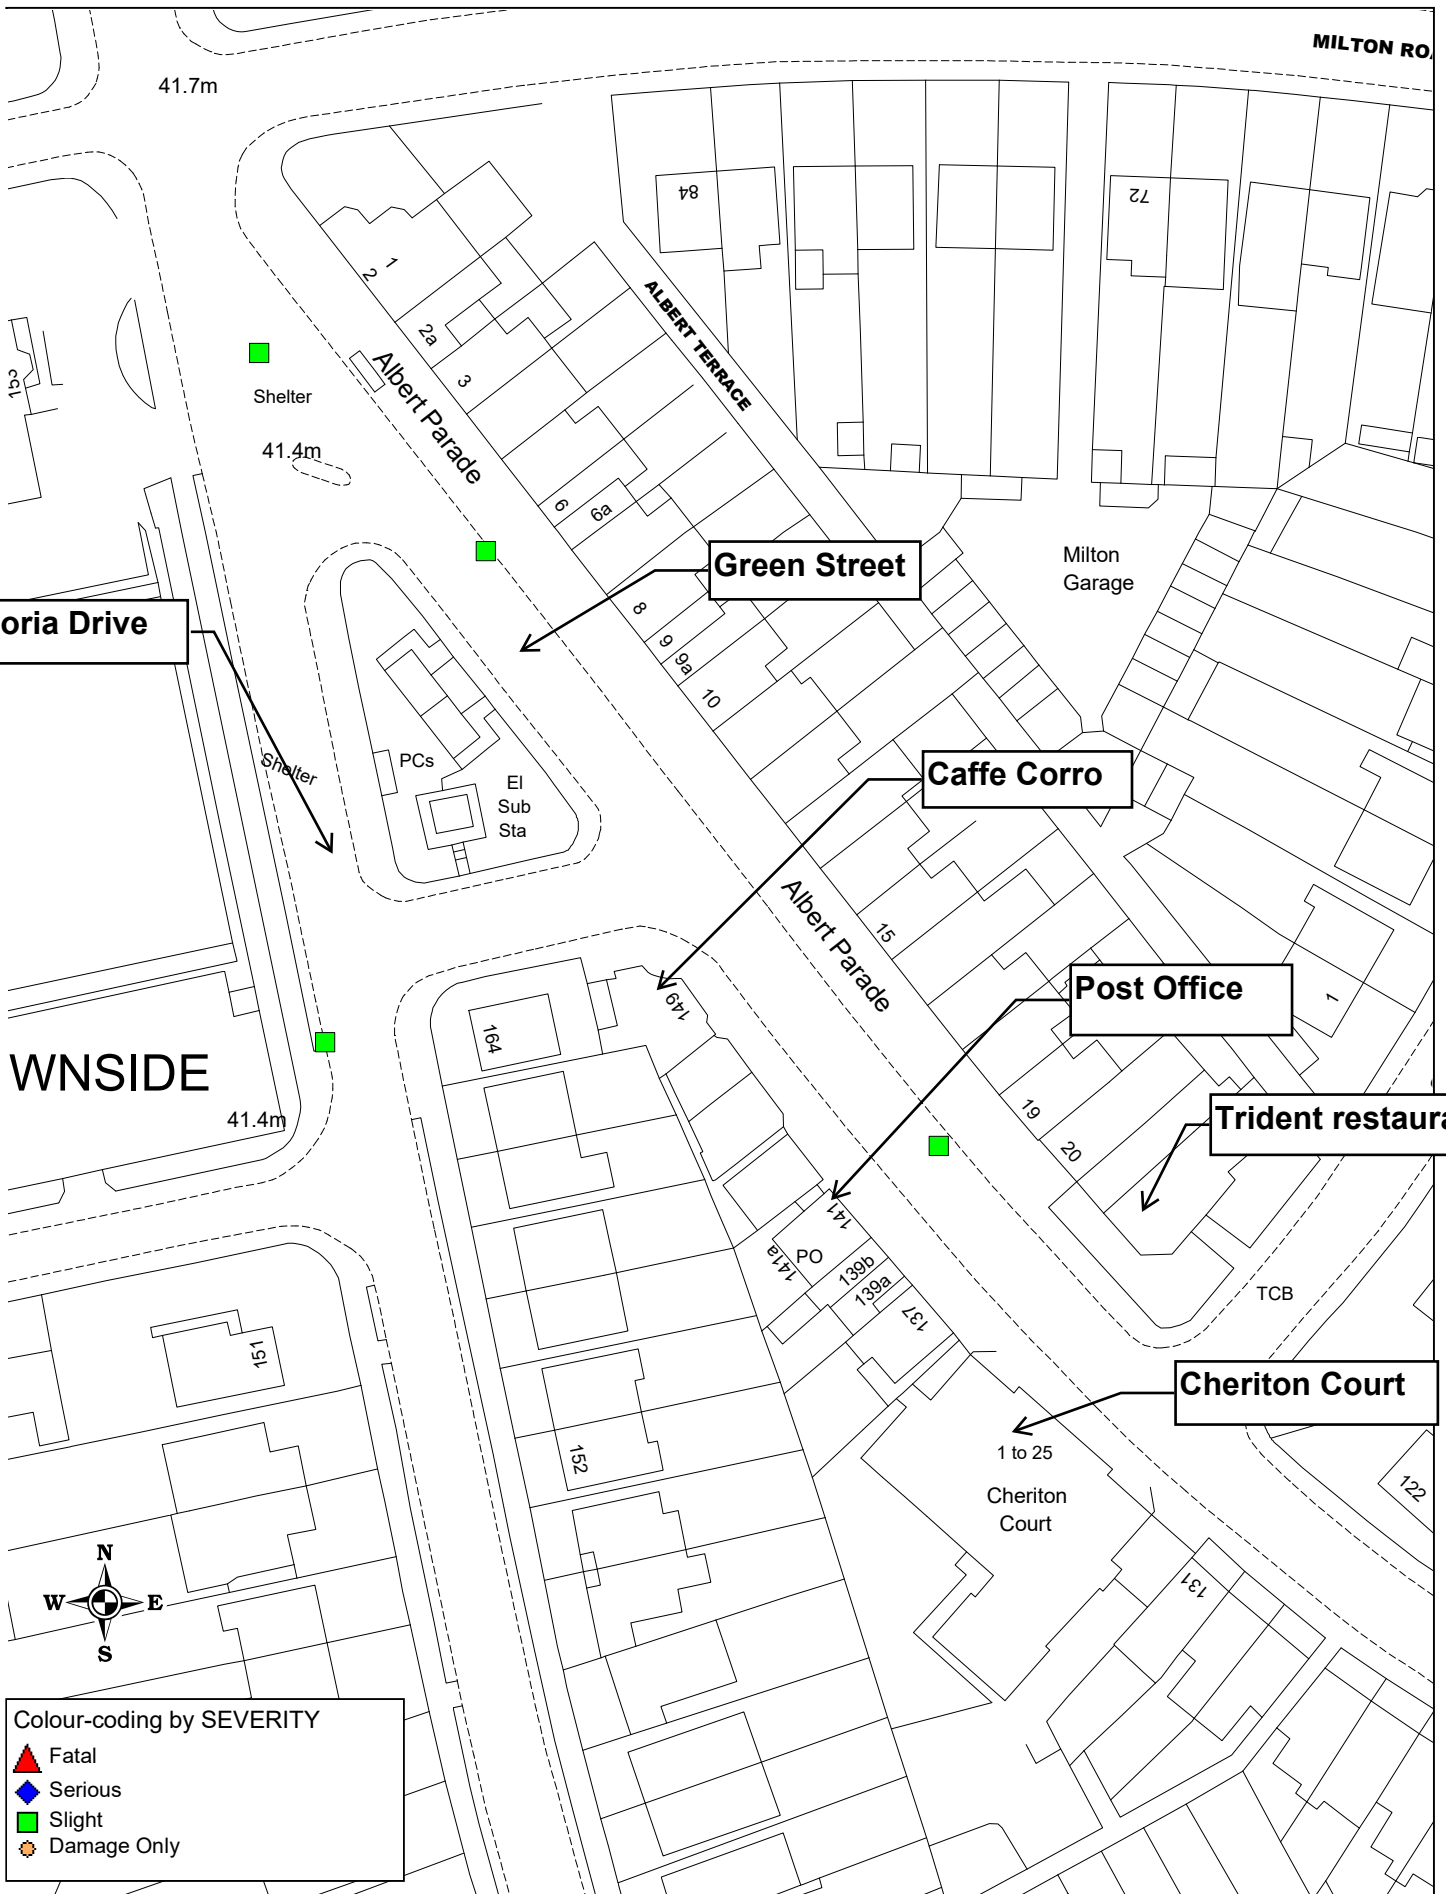 MILTON ROA
41.7m
84
72
1
2
2a
3
ALBERT TERRACE
153
Shelter
Albert Parade
41.4m
6
6a
Green Street
Milton
Garage
oria Drive
8
9
9a
10
Shelter
PCs
El
Sub
Sta
Caffe Corro
Albert Parade
15
Post Office
149
1
164
WNSIDE
41.4m
19
20
Trident restaura
141
141a
PO
139b
139a
137
TCB
151
Cheriton Court
1 to 25
152
Cheriton
Court
122
131
N
W
E
S
Colour-coding by SEVERITY
Fatal
Serious
Slight
Damage Only